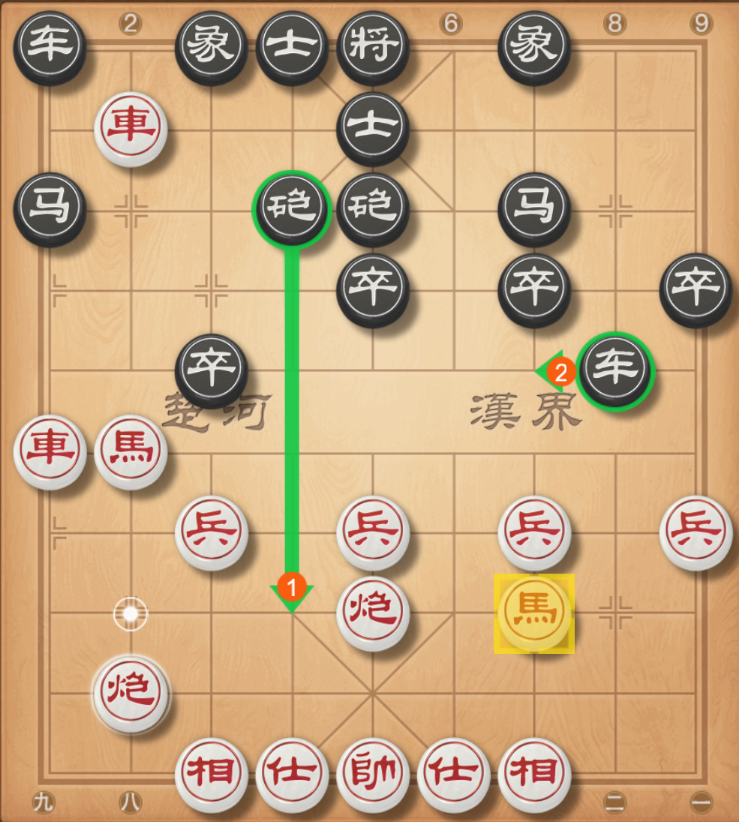 车 2 象 士 将 6 象 8 9
車 士
马 砲 砲 马
卒 卒 卒
卒 2 车
楚河 漢界
車 馬
兵 兵 兵 兵
1
炮 馬
炮
相 仕 帥 仕 相
九 八 二 一